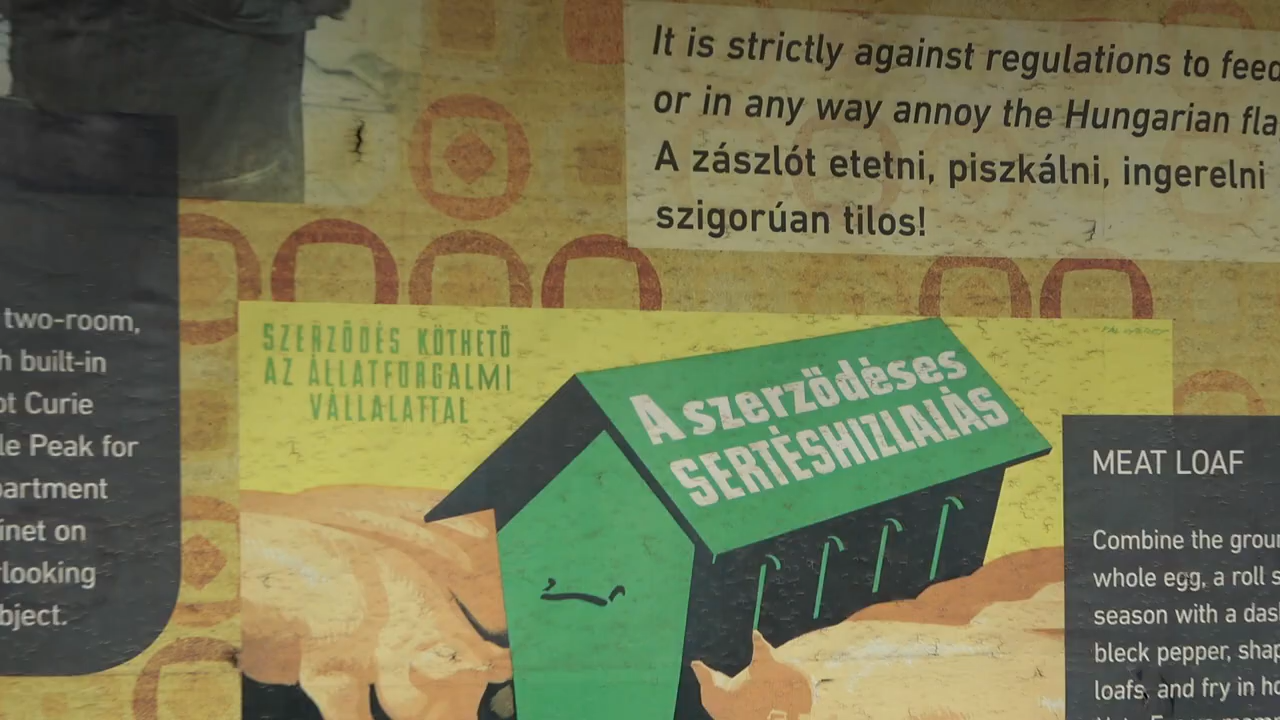 It is strictly against regulations to feed
or in any way annoy the Hungarian fla
A zászlót etetni, piszkálni, ingerelni
szigorúan tilos!
two-room,
h built-in
ot Curie
le Peak for
partment
inet on
looking
bject.
SZERZŐDÉS KÖTHETŐ
AZ ÁLLATFORGALMI
VÁLLALATTAL
A szerződéses
SERTÉSHIZLALÁS
MEAT LOAF
Combine the groun
whole egg, a roll s
season with a dash
bleck pepper, shap
loafs, and fry in ho